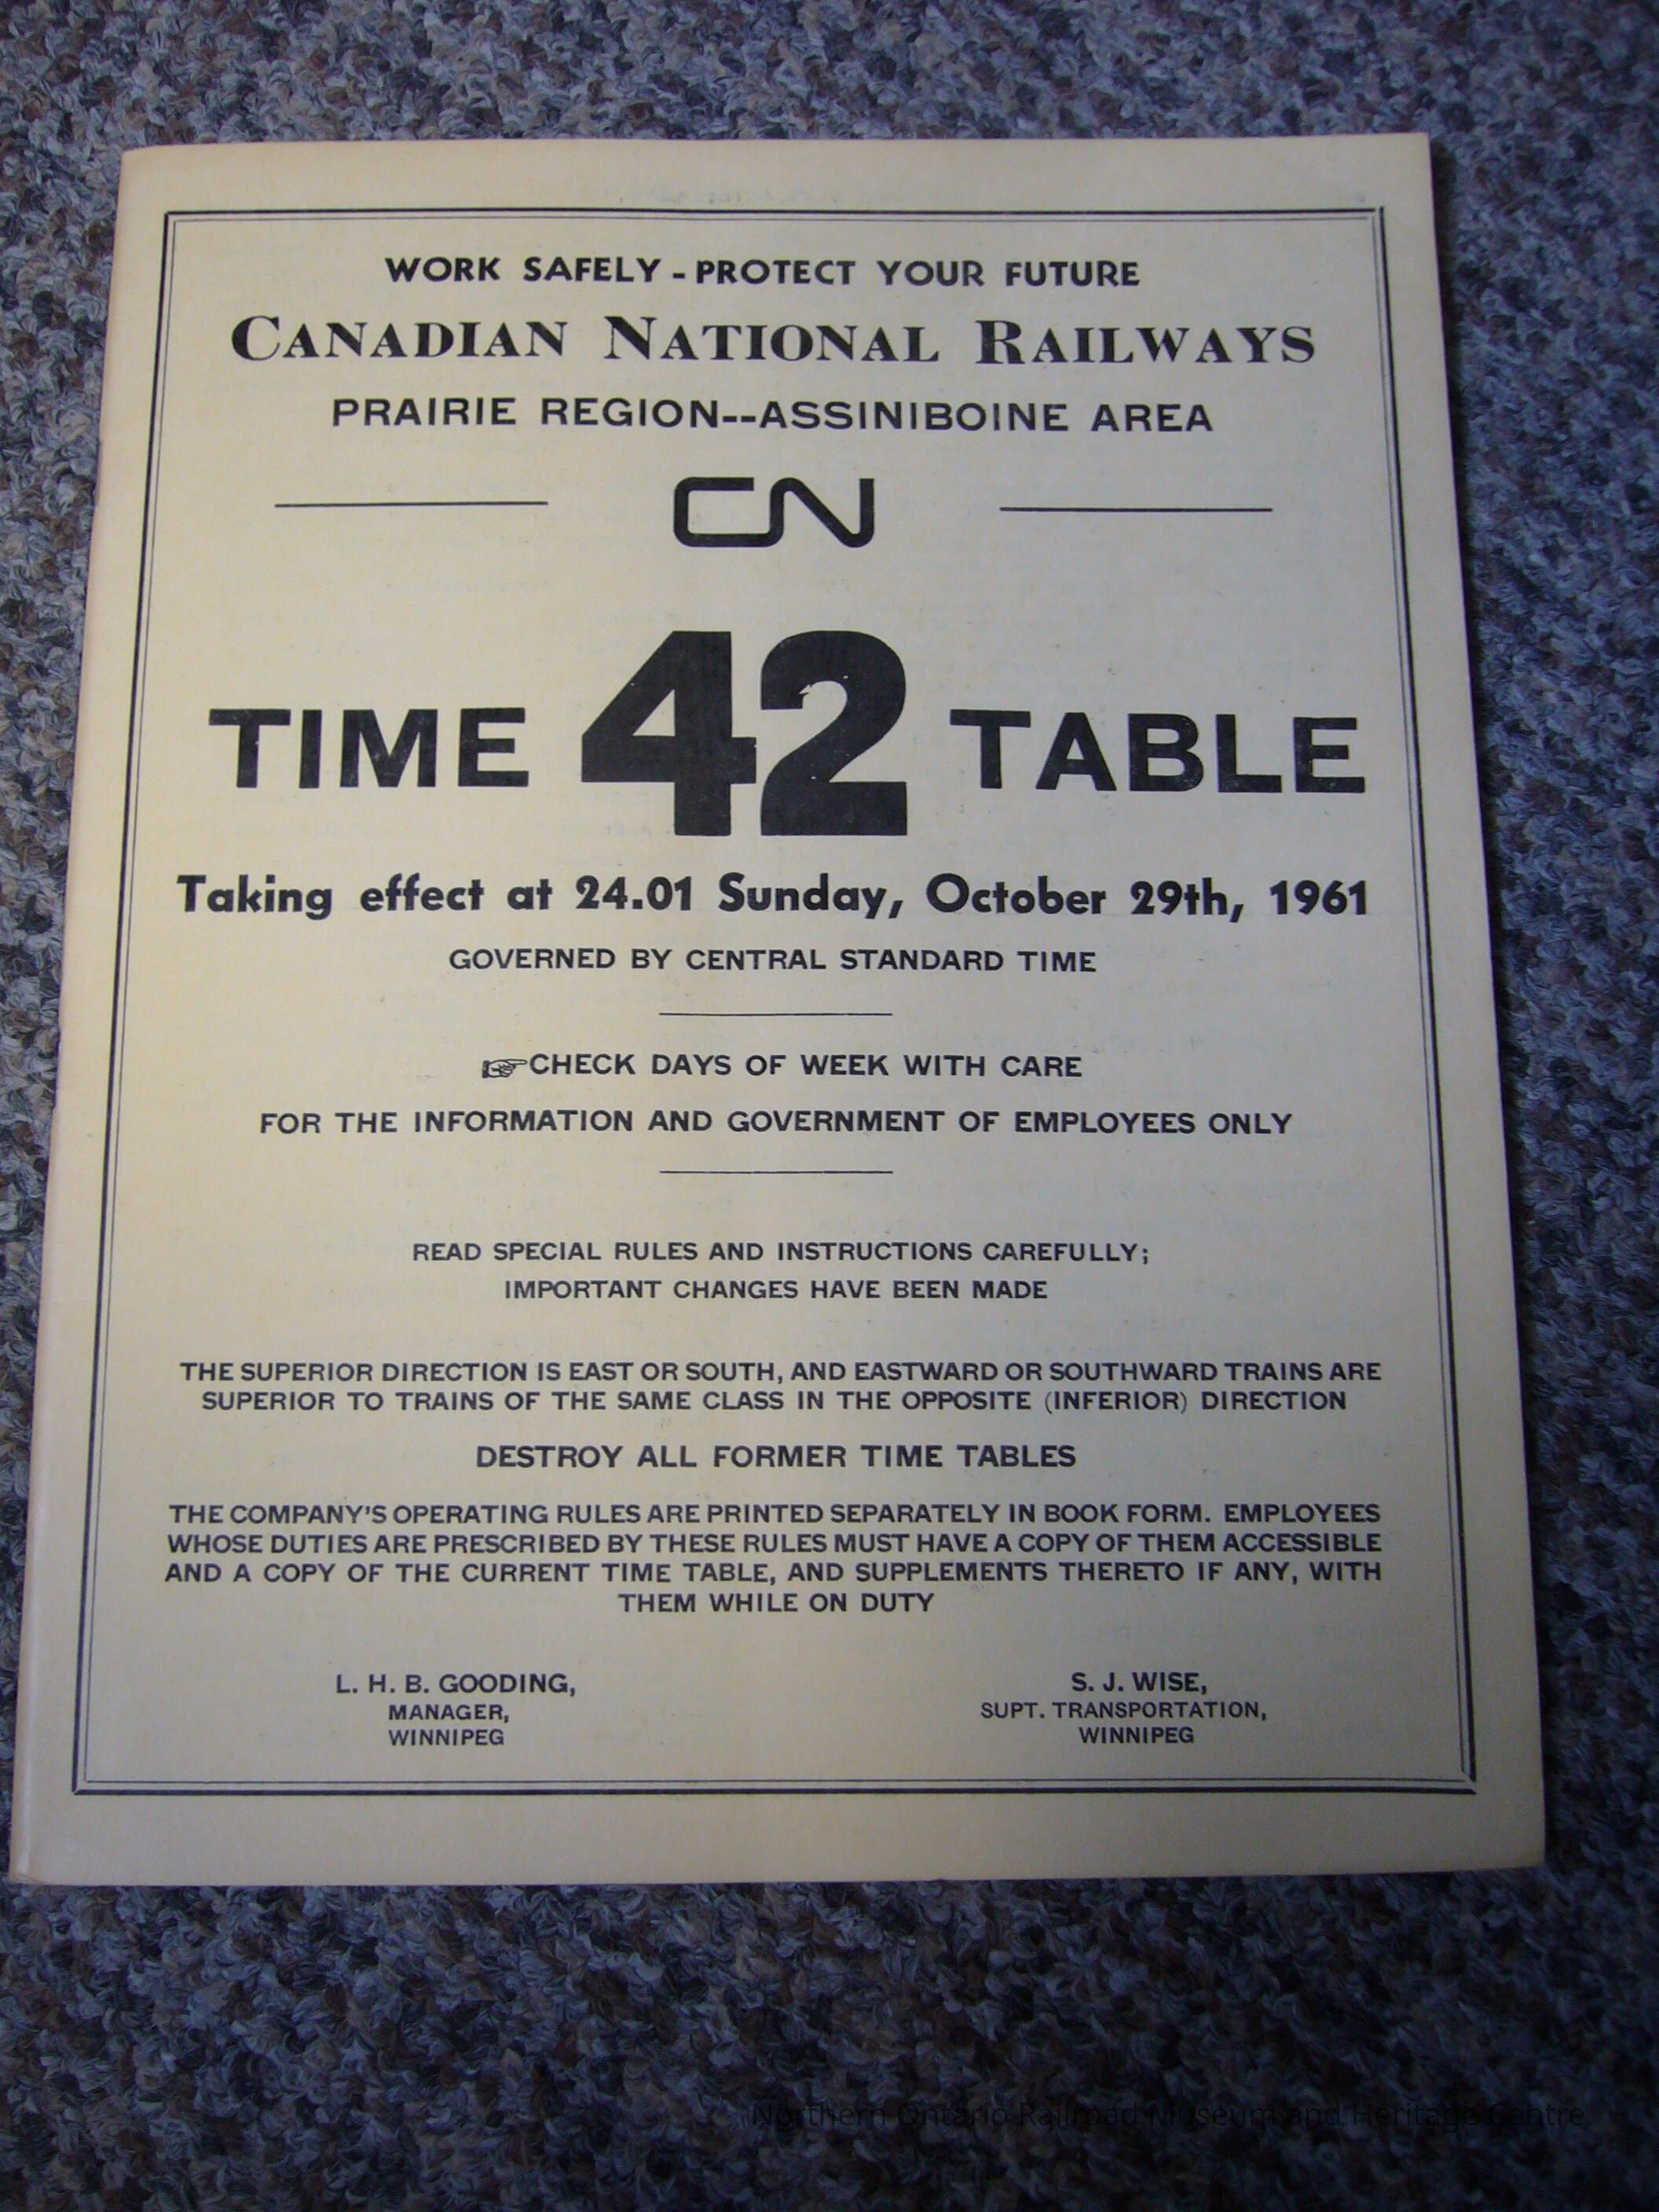 WORK SAFELY - PROTECT YOUR FUTURE
CANADIAN NATIONAL RAILWAYS
PRAIRIE REGION--ASSINIBOINE AREA
CN
TIME 42 TABLE
Taking effect at 24.01 Sunday, October 29th, 1961
GOVERNED BY CENTRAL STANDARD TIME
☞CHECK DAYS OF WEEK WITH CARE
FOR THE INFORMATION AND GOVERNMENT OF EMPLOYEES ONLY
READ SPECIAL RULES AND INSTRUCTIONS CAREFULLY;
IMPORTANT CHANGES HAVE BEEN MADE
THE SUPERIOR DIRECTION IS EAST OR SOUTH, AND EASTWARD OR SOUTHWARD TRAINS ARE
SUPERIOR TO TRAINS OF THE SAME CLASS IN THE OPPOSITE (INFERIOR) DIRECTION
DESTROY ALL FORMER TIME TABLES
THE COMPANY'S OPERATING RULES ARE PRINTED SEPARATELY IN BOOK FORM. EMPLOYEES
WHOSE DUTIES ARE PRESCRIBED BY THESE RULES MUST HAVE A COPY OF THEM ACCESSIBLE
AND A COPY OF THE CURRENT TIME TABLE, AND SUPPLEMENTS THERETO IF ANY, WITH
THEM WHILE ON DUTY
L. H. B. GOODING,
MANAGER,
WINNIPEG
S. J. WISE,
SUPT. TRANSPORTATION,
WINNIPEG
Northern Ontario Railroad Museum and Heritage Centre